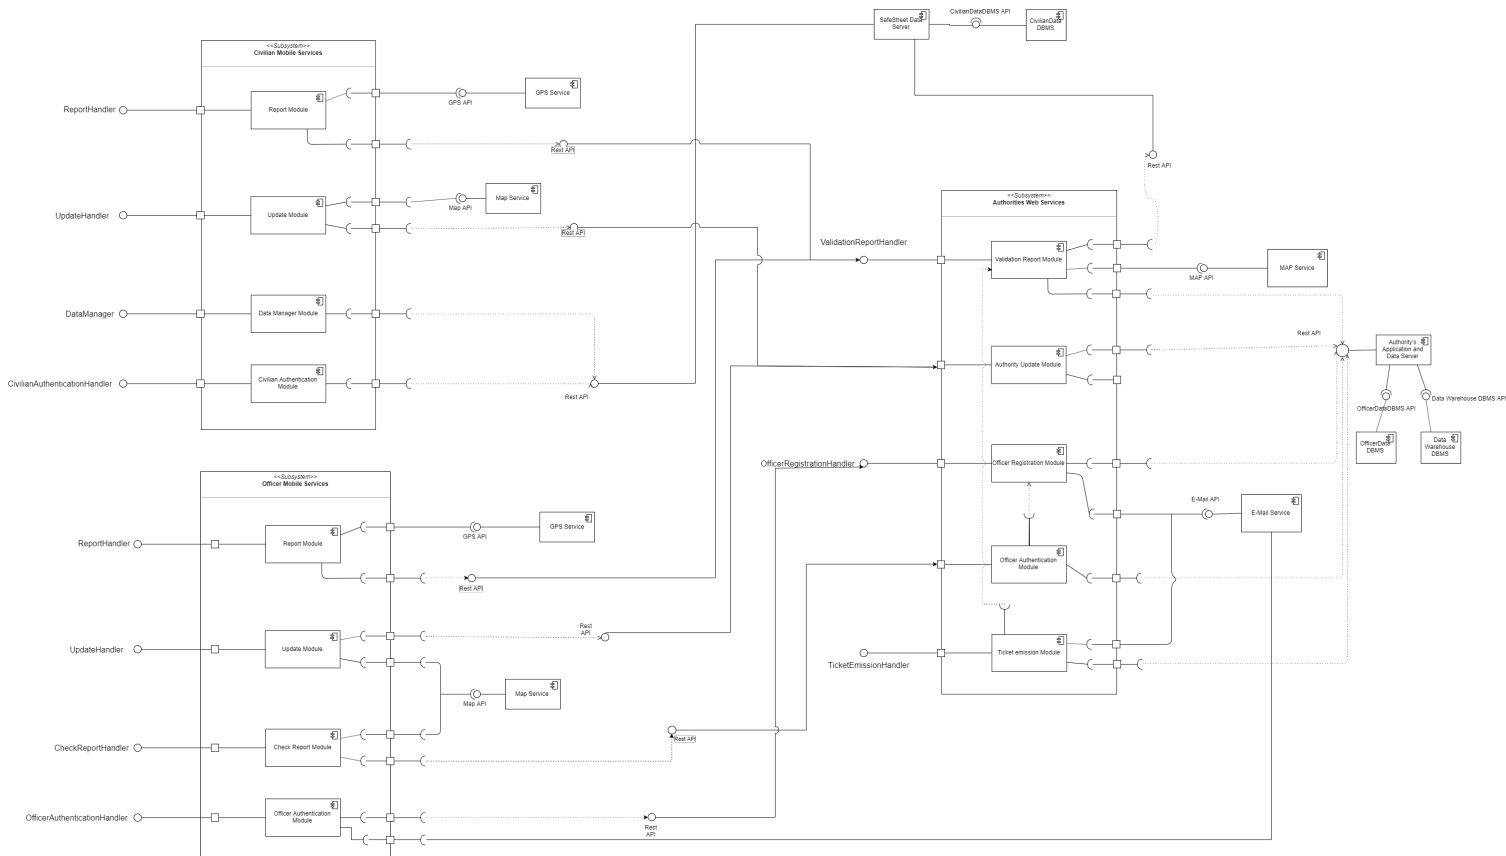 CivilianDataDBMS API
SafeStreet Data
Server
CivilianData
DBMS
<<Subsystem>>
Civilian Mobile Services
ReportHandler
Report Module
GPS API
GPS Service
Rest API
UpdateHandler
Update Module
Map API
Map Service
Rest API
DataManager
Data Manager Module
CivilianAuthenticationHandler
Civilian Authentication
Module
Rest API
Rest API
<<Subsystem>>
Authorities Web Services
ValidationReportHandler
Validation Report Module
MAP API
MAP Service
Rest API
Authority Update Module
Authority's
Application and
Data Server
OfficerDataDBMS API
Data Warehouse DBMS API
OfficerData
DBMS
Data
Warehouse
DBMS
OfficerRegistrationHandler
Officer Registration Module
E-Mail API
E-Mail Service
Officer Authentication
Module
TicketEmissionHandler
Ticket emission Module
<<Subsystem>>
Officer Mobile Services
ReportHandler
Report Module
GPS API
GPS Service
Rest API
UpdateHandler
Update Module
Rest
API
Map API
Map Service
CheckReportHandler
Check Report Module
Rest API
OfficerAuthenticationHandler
Officer Authentication
Module
Rest
API